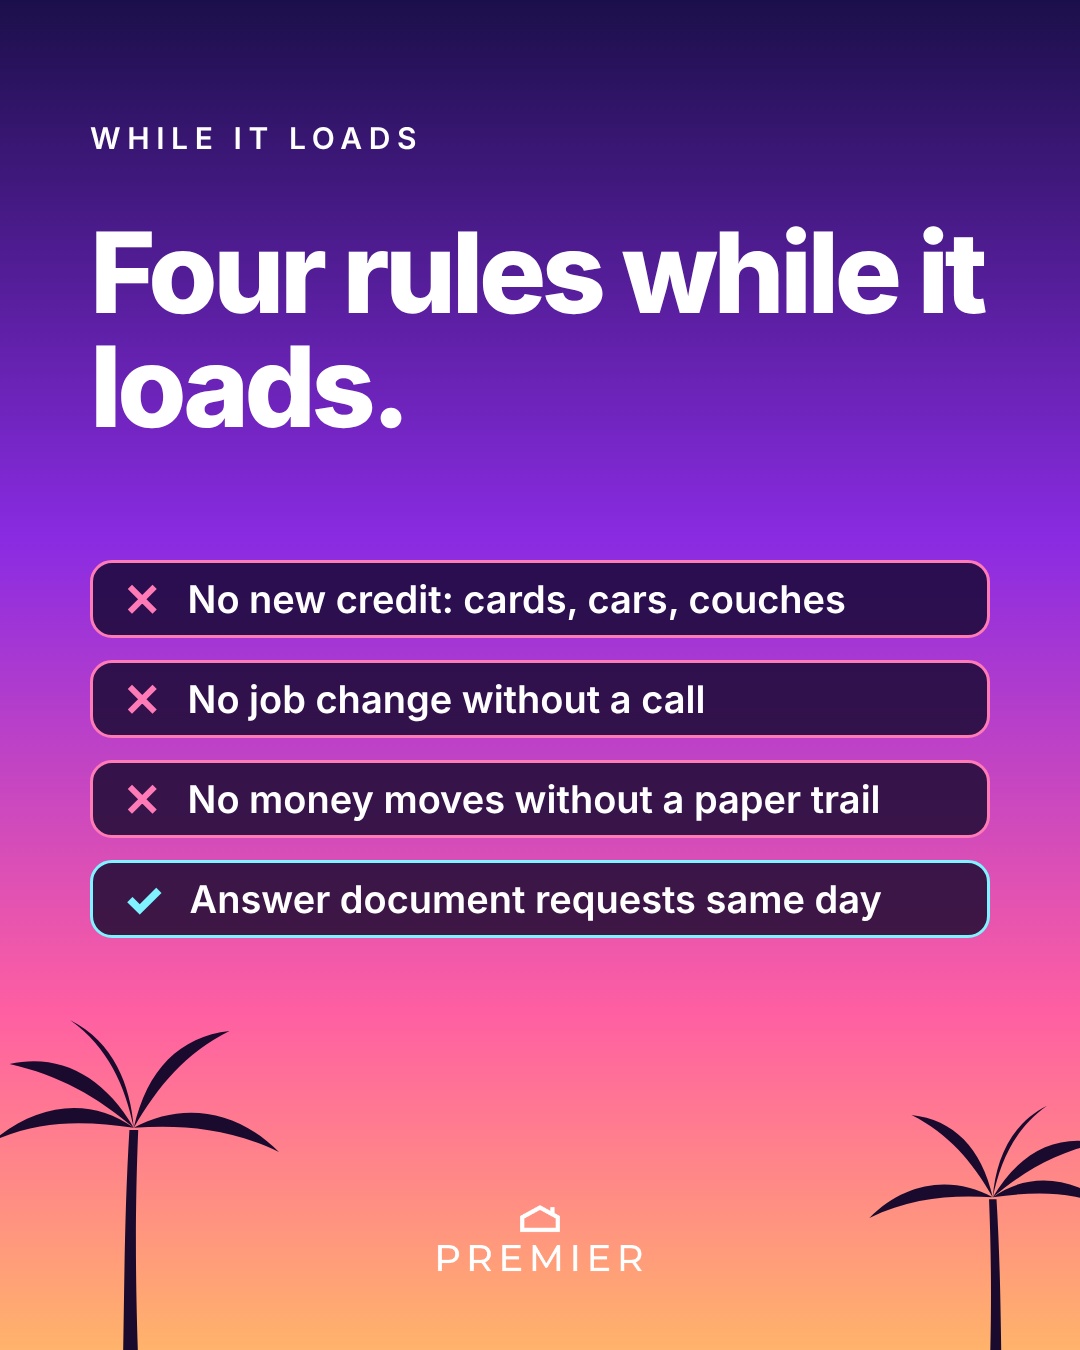 WHILE IT LOADS
Four rules while it
loads.
No new credit: cards, cars, couches
No job change without a call
No money moves without a paper trail
Answer document requests same day
PREMIER